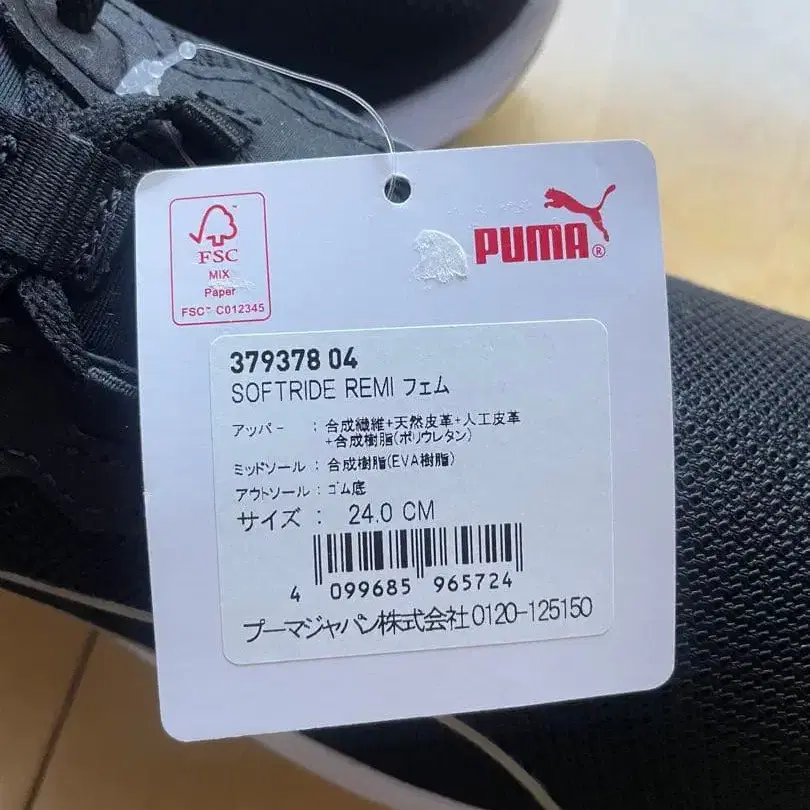 FSC
MIX
Paper
FSC™ C012345
PUMA®
379378 04
SOFTRIDE REMI フェム
アッパー : 合成繊維+天然皮革+人工皮革
+合成樹脂(ポリウレタン)
ミッドソール : 合成樹脂(EVA樹脂)
アウトソール : ゴム底
サイズ : 24.0 CM
4 099685 965724
プーマジャパン株式会社0120-125150